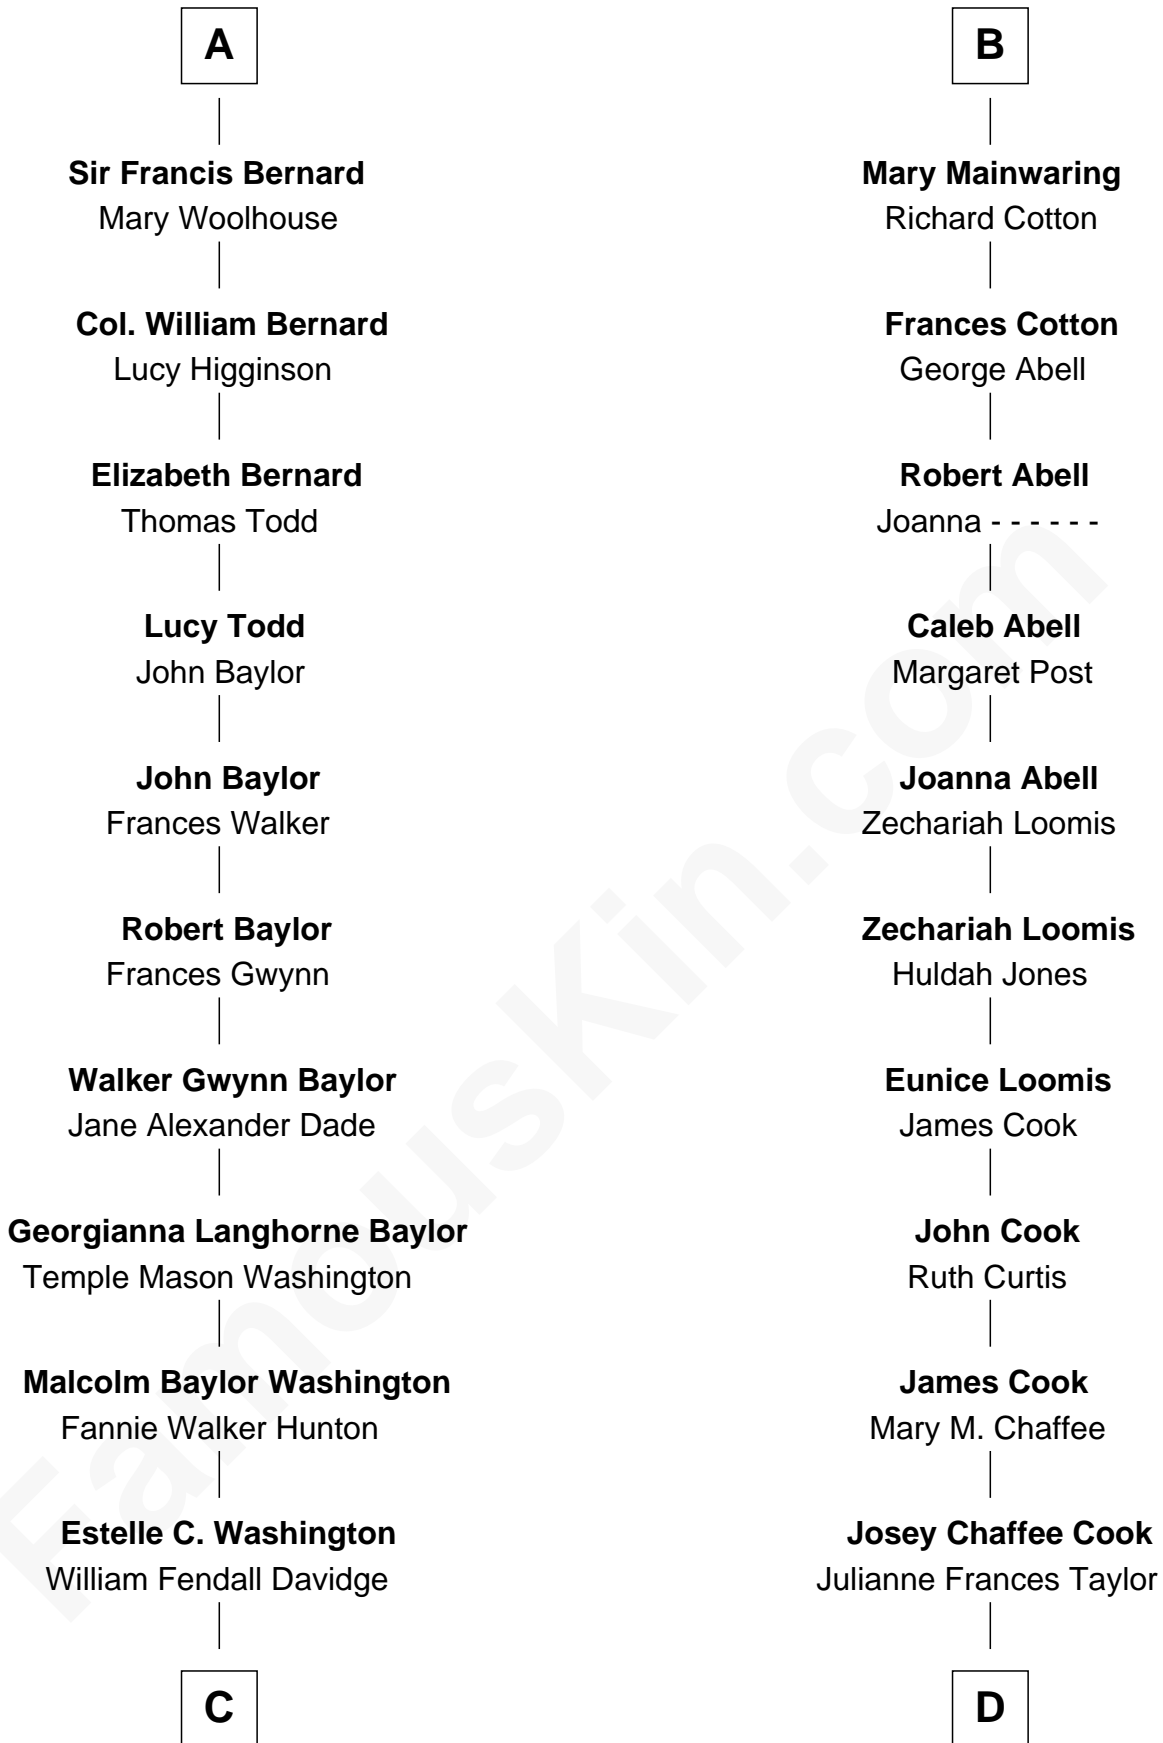 A
Sir Francis Bernard
Mary Woolhouse
Col. William Bernard
Lucy Higginson
Elizabeth Bernard
Thomas Todd
Lucy Todd
John Baylor
John Baylor
Frances Walker
Robert Baylor
Frances Gwynn
Walker Gwynn Baylor
Jane Alexander Dade
Georgianna Langhorne Baylor
Temple Mason Washington
Malcolm Baylor Washington
Fannie Walker Hunton
Estelle C. Washington
William Fendall Davidge
C
B
Mary Mainwaring
Richard Cotton
Frances Cotton
George Abell
Robert Abell
Joanna - - - - - -
Caleb Abell
Margaret Post
Joanna Abell
Zechariah Loomis
Zechariah Loomis
Huldah Jones
Eunice Loomis
James Cook
John Cook
Ruth Curtis
James Cook
Mary M. Chaffee
Josey Chaffee Cook
Julianne Frances Taylor
D
FamousKin.com